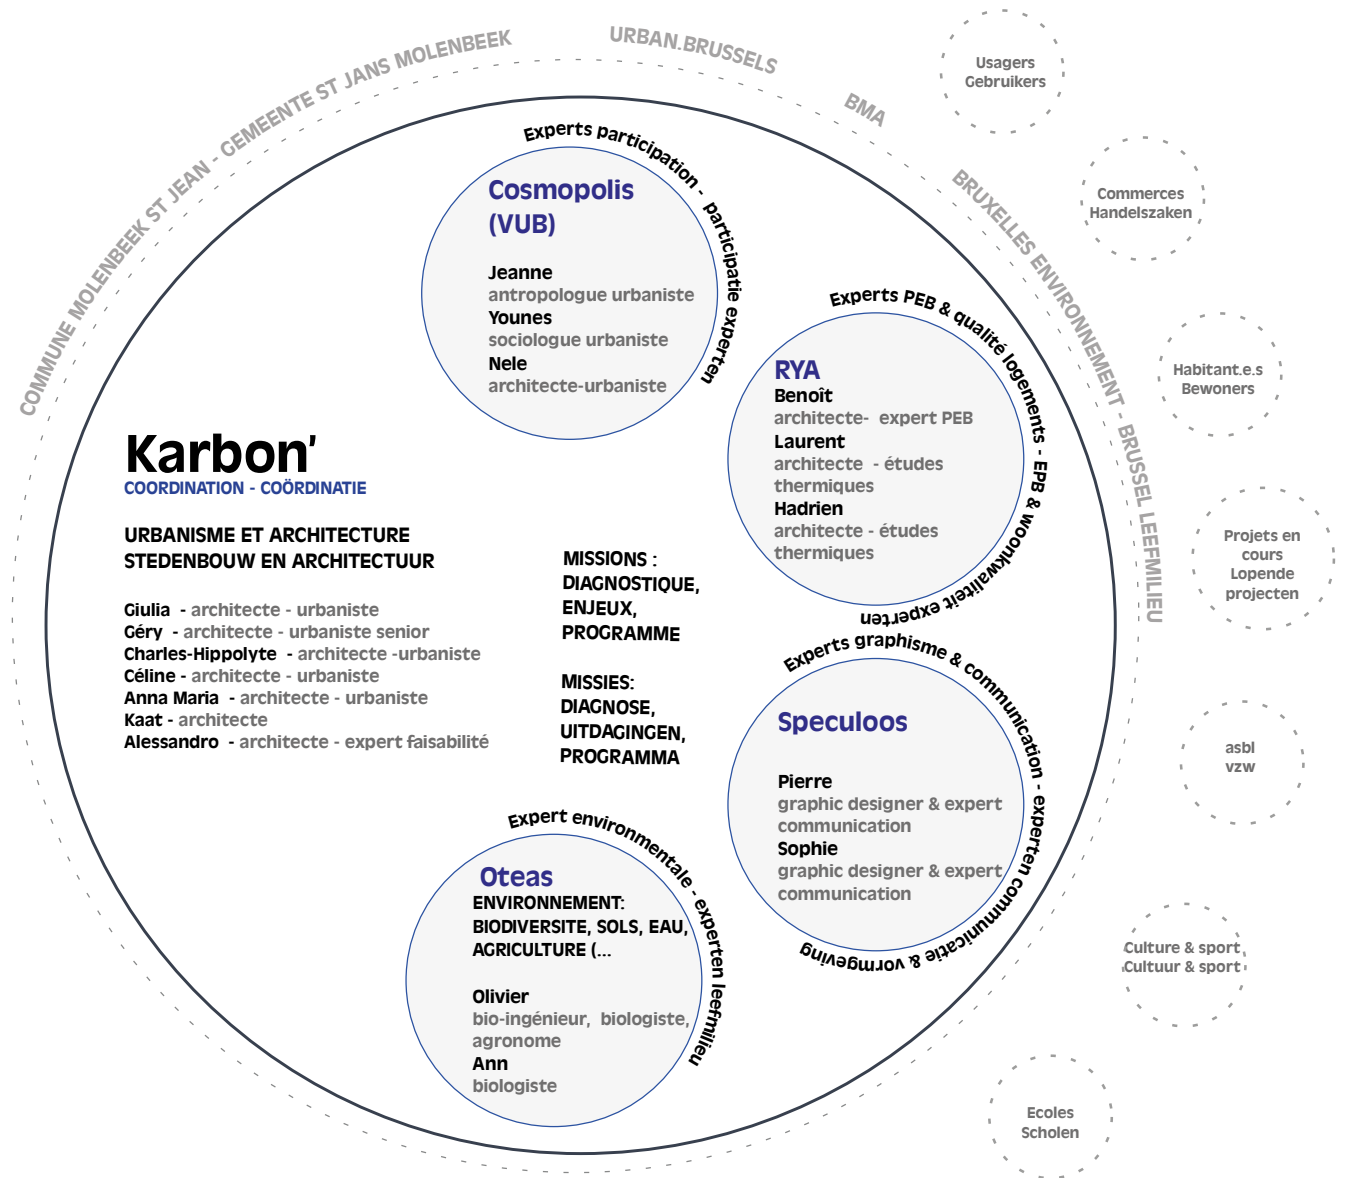 COMMUNE MOLENBEEK ST JEAN - GEMEENTE ST JANS MOLENBEEK
URBAN.BRUSSELS
BMA
BRUXELLES ENVIRONNEMENT - BRUSSEL LEEFMILIEU
Experts participation - participatie experten
Cosmopolis
(VUB)
Jeanne
antropologue urbaniste
Younes
sociologue urbaniste
Nele
architecte-urbaniste
Experts PEB & qualité logements - EPB & woonkwaliteit experten
RYA
Benoît
architecte- expert PEB
Laurent
architecte - études
thermiques
Hadrien
architecte - études
thermiques
Karbon'
COORDINATION - COÖRDINATIE
URBANISME ET ARCHITECTURE
STEDENBOUW EN ARCHITECTUUR
Giulia - architecte - urbaniste
Géry - architecte - urbaniste senior
Charles-Hippolyte - architecte -urbaniste
Céline - architecte - urbaniste
Anna Maria - architecte - urbaniste
Kaat - architecte
Alessandro - architecte - expert faisabilité
MISSIONS :
DIAGNOSTIQUE,
ENJEUX,
PROGRAMME
MISSIES:
DIAGNOSE,
UITDAGINGEN,
PROGRAMMA
Experts graphisme & communication - experten communicatie & vormgeving
Speculoos
Pierre
graphic designer & expert
communication
Sophie
graphic designer & expert
communication
Expert environmentale - experten leefmilieu
Oteas
ENVIRONNEMENT:
BIODIVERSITE, SOLS, EAU,
AGRICULTURE (...
Olivier
bio-ingénieur, biologiste,
agronome
Ann
biologiste
Usagers
Gebruikers
Commerces
Handelszaken
Habitant.e.s
Bewoners
Projets en
cours
Lopende
projecten
asbl
vzw
Culture & sport
Cultuur & sport
Ecoles
Scholen